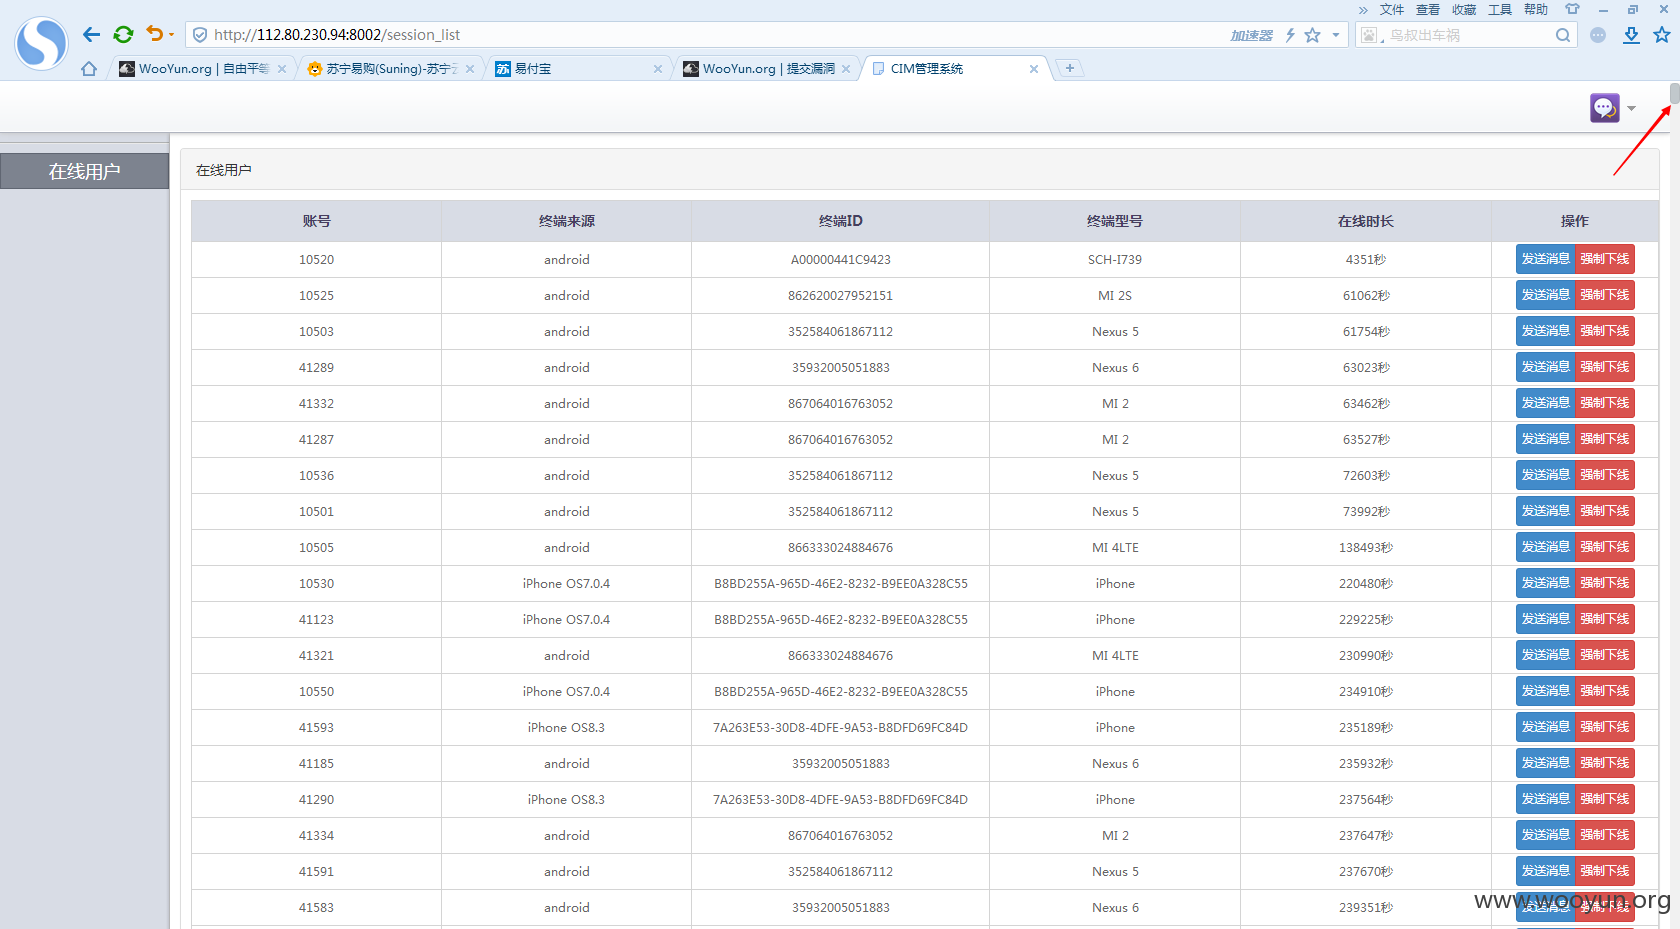 » 文件 查看 收藏 工具 帮助
http://112.80.230.94:8002/session_list 加速器 鸟叔出车祸
WooYun.org | 自由平等 苏宁易购(Suning)-苏宁云 苏 易付宝 WooYun.org | 提交漏洞 CIM管理系统
在线用户
在线用户
账号 终端来源 终端ID 终端型号 在线时长 操作
10520 android A00000441C9423 SCH-I739 4351秒 发送消息 强制下线
10525 android 862620027952151 MI 2S 61062秒 发送消息 强制下线
10503 android 352584061867112 Nexus 5 61754秒 发送消息 强制下线
41289 android 35932005051883 Nexus 6 63023秒 发送消息 强制下线
41332 android 867064016763052 MI 2 63462秒 发送消息 强制下线
41287 android 867064016763052 MI 2 63527秒 发送消息 强制下线
10536 android 352584061867112 Nexus 5 72603秒 发送消息 强制下线
10501 android 352584061867112 Nexus 5 73992秒 发送消息 强制下线
10505 android 866333024884676 MI 4LTE 138493秒 发送消息 强制下线
10530 iPhone OS7.0.4 B8BD255A-965D-46E2-8232-B9EE0A328C55 iPhone 220480秒 发送消息 强制下线
41123 iPhone OS7.0.4 B8BD255A-965D-46E2-8232-B9EE0A328C55 iPhone 229225秒 发送消息 强制下线
41321 android 866333024884676 MI 4LTE 230990秒 发送消息 强制下线
10550 iPhone OS7.0.4 B8BD255A-965D-46E2-8232-B9EE0A328C55 iPhone 234910秒 发送消息 强制下线
41593 iPhone OS8.3 7A263E53-30D8-4DFE-9A53-B8DFD69FC84D iPhone 235189秒 发送消息 强制下线
41185 android 35932005051883 Nexus 6 235932秒 发送消息 强制下线
41290 iPhone OS8.3 7A263E53-30D8-4DFE-9A53-B8DFD69FC84D iPhone 237564秒 发送消息 强制下线
41334 android 867064016763052 MI 2 237647秒 发送消息 强制下线
41591 android 352584061867112 Nexus 5 237670秒 发送消息 强制下线
41583 android 35932005051883 Nexus 6 239351秒 发送消息 强制下线
www.wooyun.org